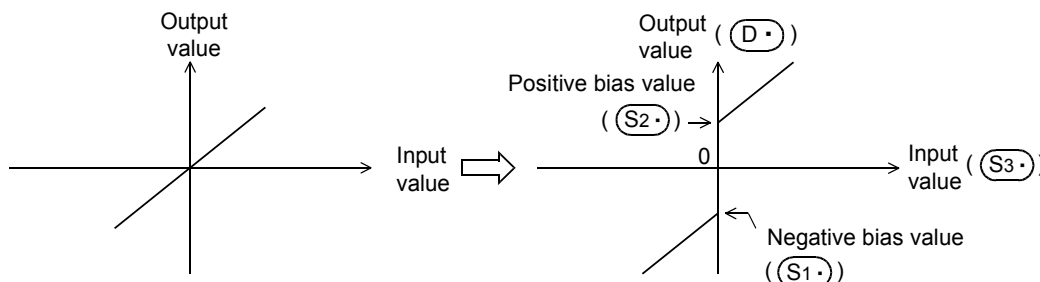 Output
value
Input
value
Output
value ( D· )
Positive bias value
( S2· )
0
Input
value ( S3· )
Negative bias value
( S1· )